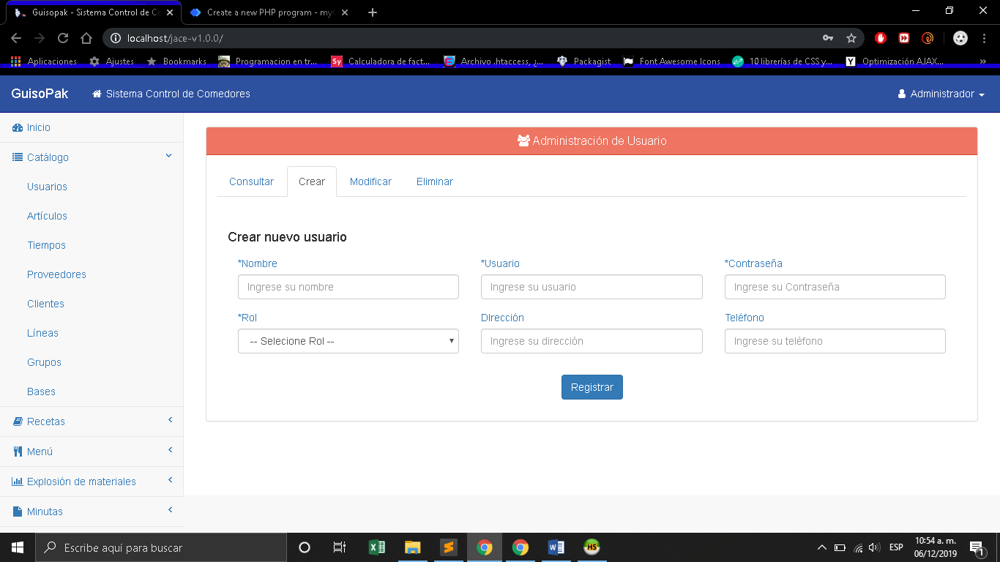 Guisopak - Sistema Control de Co
Create a new PHP program - my
localhost/jace-v1.0.0/
Aplicaciones Ajustes Bookmarks Programacion en tr... Sy Calculadora de fact... Archivo .htaccess, ¿... Packagist Font Awesome Icons 10 librerías de CSS y... Y Optimización AJAX... »
GuisoPak Sistema Control de Comedores Administrador
Inicio
Catálogo
Usuarios
Artículos
Tiempos
Proveedores
Clientes
Líneas
Grupos
Bases
Recetas
Menú
Explosión de materiales
Minutas
Administración de Usuario
Consultar Crear Modificar Eliminar
Crear nuevo usuario
*Nombre *Usuario *Contraseña
Ingrese su nombre Ingrese su usuario Ingrese su Contraseña
*Rol DIrección Teléfono
-- Selecione Rol -- Ingrese su dirección Ingrese su teléfono
Registrar
Escribe aquí para buscar
HS
ESP
10:54 a. m.
06/12/2019
1